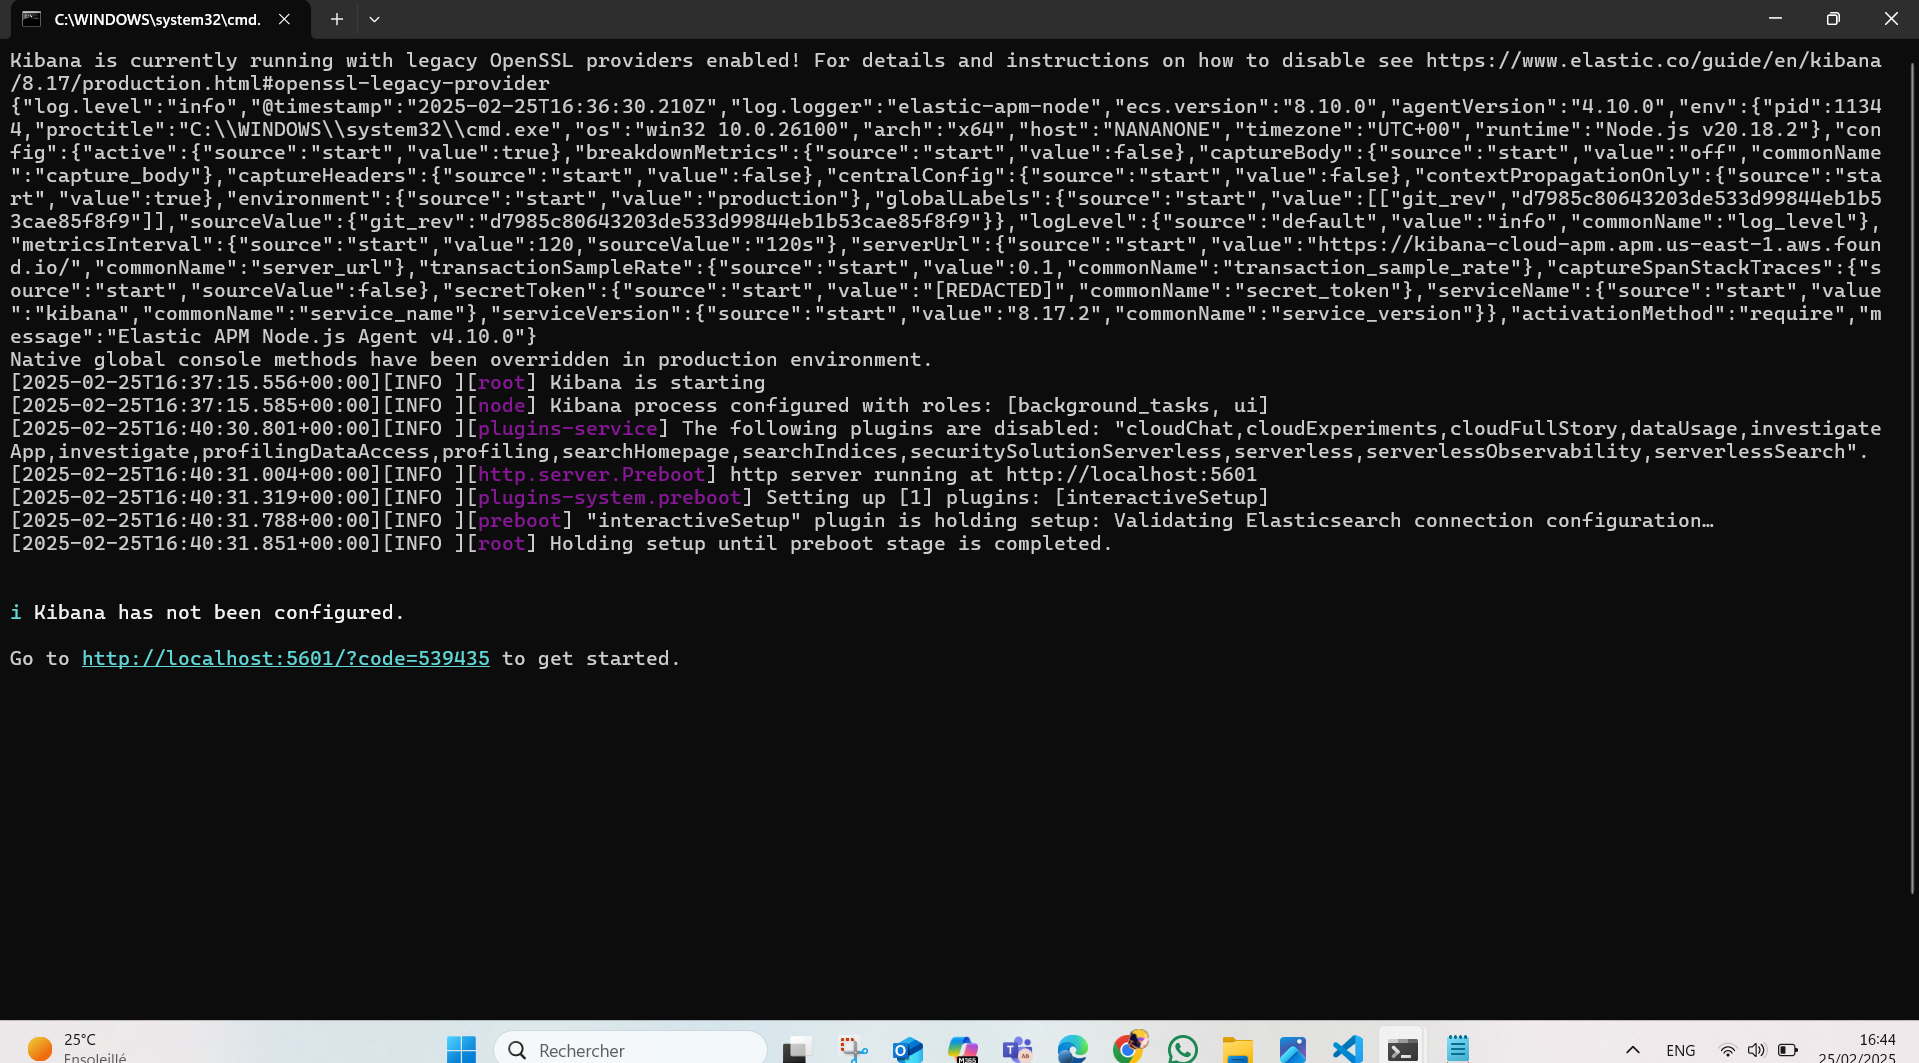 C:\WINDOWS\system32\cmd.
Kibana is currently running with legacy OpenSSL providers enabled! For details and instructions on how to disable see https://www.elastic.co/guide/en/kibana
/8.17/production.html#openssl-legacy-provider
{"log.level":"info","@timestamp":"2025-02-25T16:36:30.210Z","log.logger":"elastic-apm-node","ecs.version":"8.10.0","agentVersion":"4.10.0","env":{"pid":1134
4,"proctitle":"C:\\WINDOWS\\system32\\cmd.exe","os":"win32 10.0.26100","arch":"x64","host":"NANANONE","timezone":"UTC+00","runtime":"Node.js v20.18.2"},"con
fig":{"active":{"source":"start","value":true},"breakdownMetrics":{"source":"start","value":false},"captureBody":{"source":"start","value":"off","commonName
":"capture_body"},"captureHeaders":{"source":"start","value":false},"centralConfig":{"source":"start","value":false},"contextPropagationOnly":{"source":"sta
rt","value":true},"environment":{"source":"start","value":"production"},"globalLabels":{"source":"start","value":[["git_rev","d7985c80643203de533d99844eb1b5
3cae85f8f9"]],"sourceValue":{"git_rev":"d7985c80643203de533d99844eb1b53cae85f8f9"}},"logLevel":{"source":"default","value":"info","commonName":"log_level"},
"metricsInterval":{"source":"start","value":120,"sourceValue":"120s"},"serverUrl":{"source":"start","value":"https://kibana-cloud-apm.apm.us-east-1.aws.foun
d.io/","commonName":"server_url"},"transactionSampleRate":{"source":"start","value":0.1,"commonName":"transaction_sample_rate"},"captureSpanStackTraces":{"s
ource":"start","sourceValue":false},"secretToken":{"source":"start","value":"[REDACTED]","commonName":"secret_token"},"serviceName":{"source":"start","value
":"kibana","commonName":"service_name"},"serviceVersion":{"source":"start","value":"8.17.2","commonName":"service_version"}},"activationMethod":"require","m
essage":"Elastic APM Node.js Agent v4.10.0"}
Native global console methods have been overridden in production environment.
[2025-02-25T16:37:15.556+00:00][INFO ][root] Kibana is starting
[2025-02-25T16:37:15.585+00:00][INFO ][node] Kibana process configured with roles: [background_tasks, ui]
[2025-02-25T16:40:30.801+00:00][INFO ][plugins-service] The following plugins are disabled: "cloudChat,cloudExperiments,cloudFullStory,dataUsage,investigate
App,investigate,profilingDataAccess,profiling,searchHomepage,searchIndices,securitySolutionServerless,serverless,serverlessObservability,serverlessSearch".
[2025-02-25T16:40:31.004+00:00][INFO ][http.server.Preboot] http server running at http://localhost:5601
[2025-02-25T16:40:31.319+00:00][INFO ][plugins-system.preboot] Setting up [1] plugins: [interactiveSetup]
[2025-02-25T16:40:31.788+00:00][INFO ][preboot] "interactiveSetup" plugin is holding setup: Validating Elasticsearch connection configuration…
[2025-02-25T16:40:31.851+00:00][INFO ][root] Holding setup until preboot stage is completed.
i Kibana has not been configured.
Go to http://localhost:5601/?code=539435 to get started.
25°C
Ensoleillé
Rechercher
M365
ENG
16:44
25/02/2025